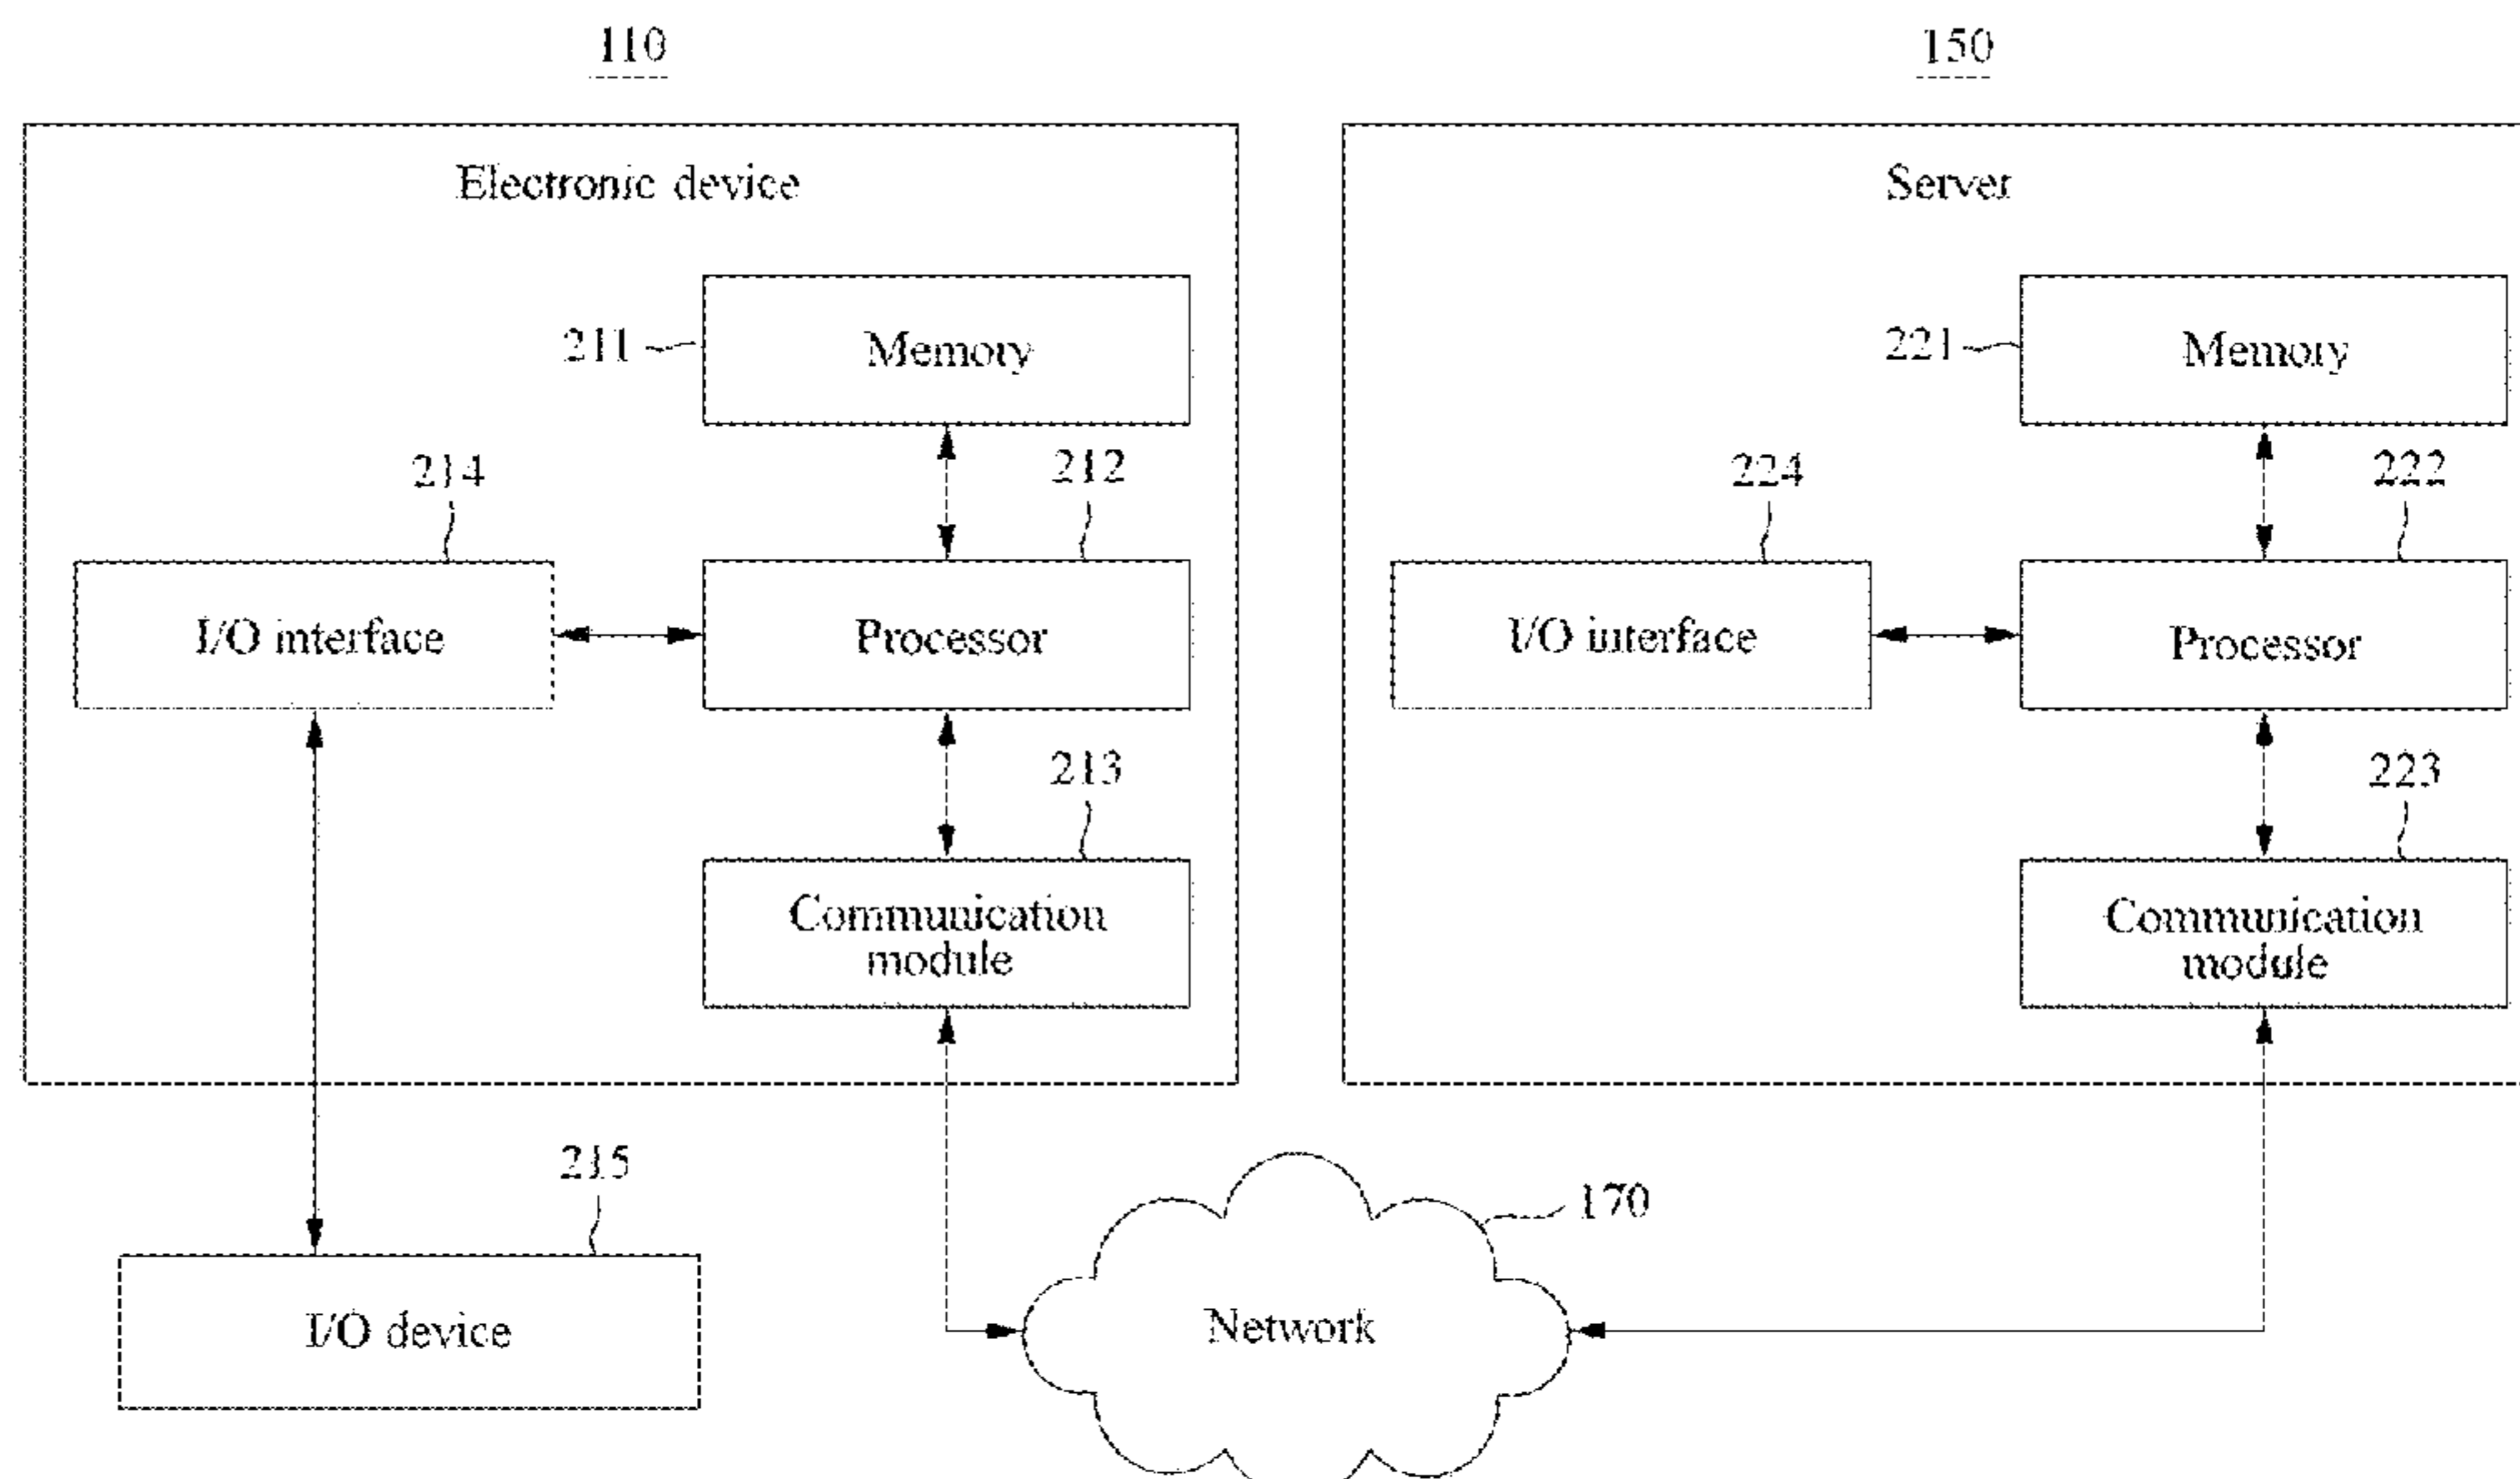 110
150
Electronic device
Server
211
Memory
221
Memory
214
212
224
222
I/O interface
Processor
I/O interface
Processor
213
223
Communication
module
Communication
module
215
170
I/O device
Network